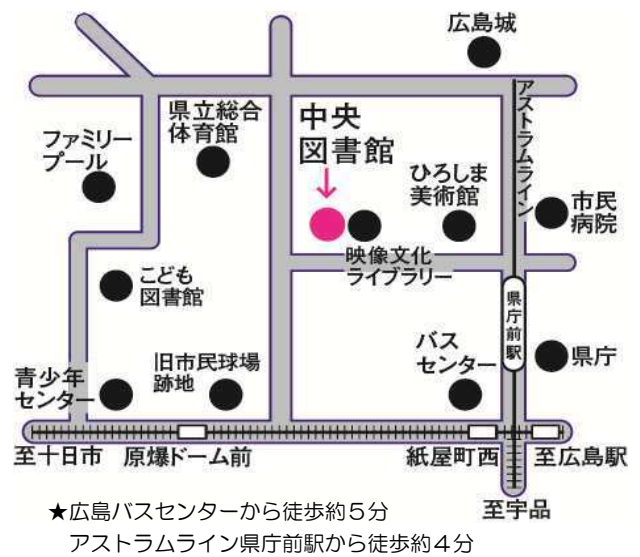 広島城
アストラムライン
県立総合
体育館
中央
図書館
ファミリー
プール
ひろしま
美術館
市民
病院
映像文化
ライブラリー
こども
図書館
県庁前駅
バス
センター
県庁
青少年
センター
旧市民球場
跡地
至十日市
原爆ドーム前
紙屋町西
至広島駅
至宇品
★広島バスセンターから徒歩約5分
アストラムライン県庁前駅から徒歩約4分